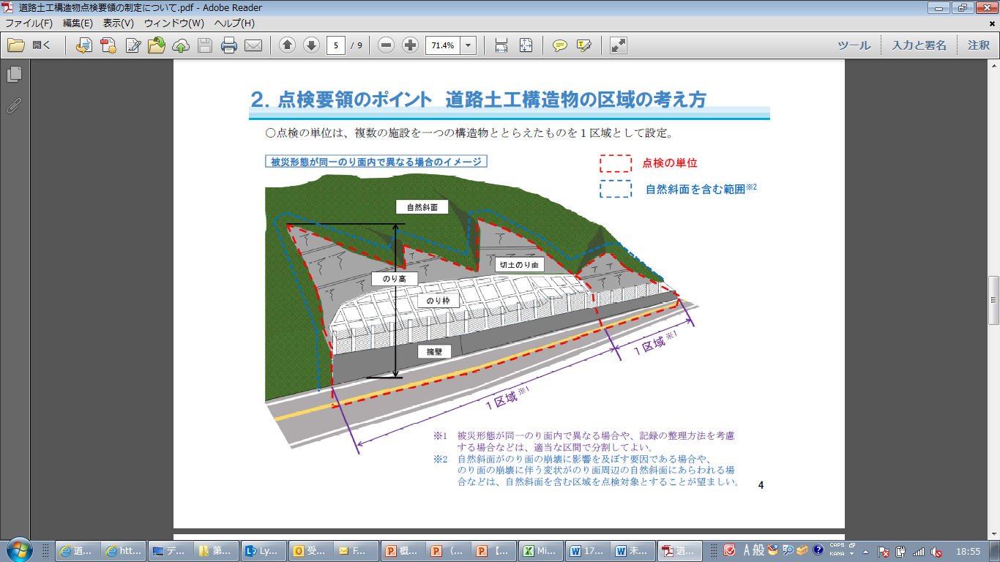 道路土工構造物点検要領の制定について.pdf - Adobe Reader
ファイル(F) 編集(E) 表示(V) ウィンドウ(W) ヘルプ(H)
開く 5 / 9 71.4% ツール 入力と署名 注釈
２．点検要領のポイント　道路土工構造物の区域の考え方
〇点検の単位は、複数の施設を一つの構造物ととらえたものを１区域として設定。
被災形態が同一のり面内で異なる場合のイメージ
点検の単位
自然斜面を含む範囲※2
自然斜面
切土のり面
のり高
のり枠
擁壁
１区域※1
１区域※1
※1　被災形態が同一のり面内で異なる場合や、記録の整理方法を考慮
する場合などは、適当な区間で分割してよい。
※2　自然斜面がのり面の崩壊に影響を及ぼす要因である場合や、
のり面の崩壊に伴う変状がのり面周辺の自然斜面にあらわれる場
合などは、自然斜面を含む区域を点検対象とすることが望ましい。
4
道... htt... デ... 第... Ly... 受... F... 概... （... 【... Mi... 17... 未... 道... A 般 CAPS KANA 18:55